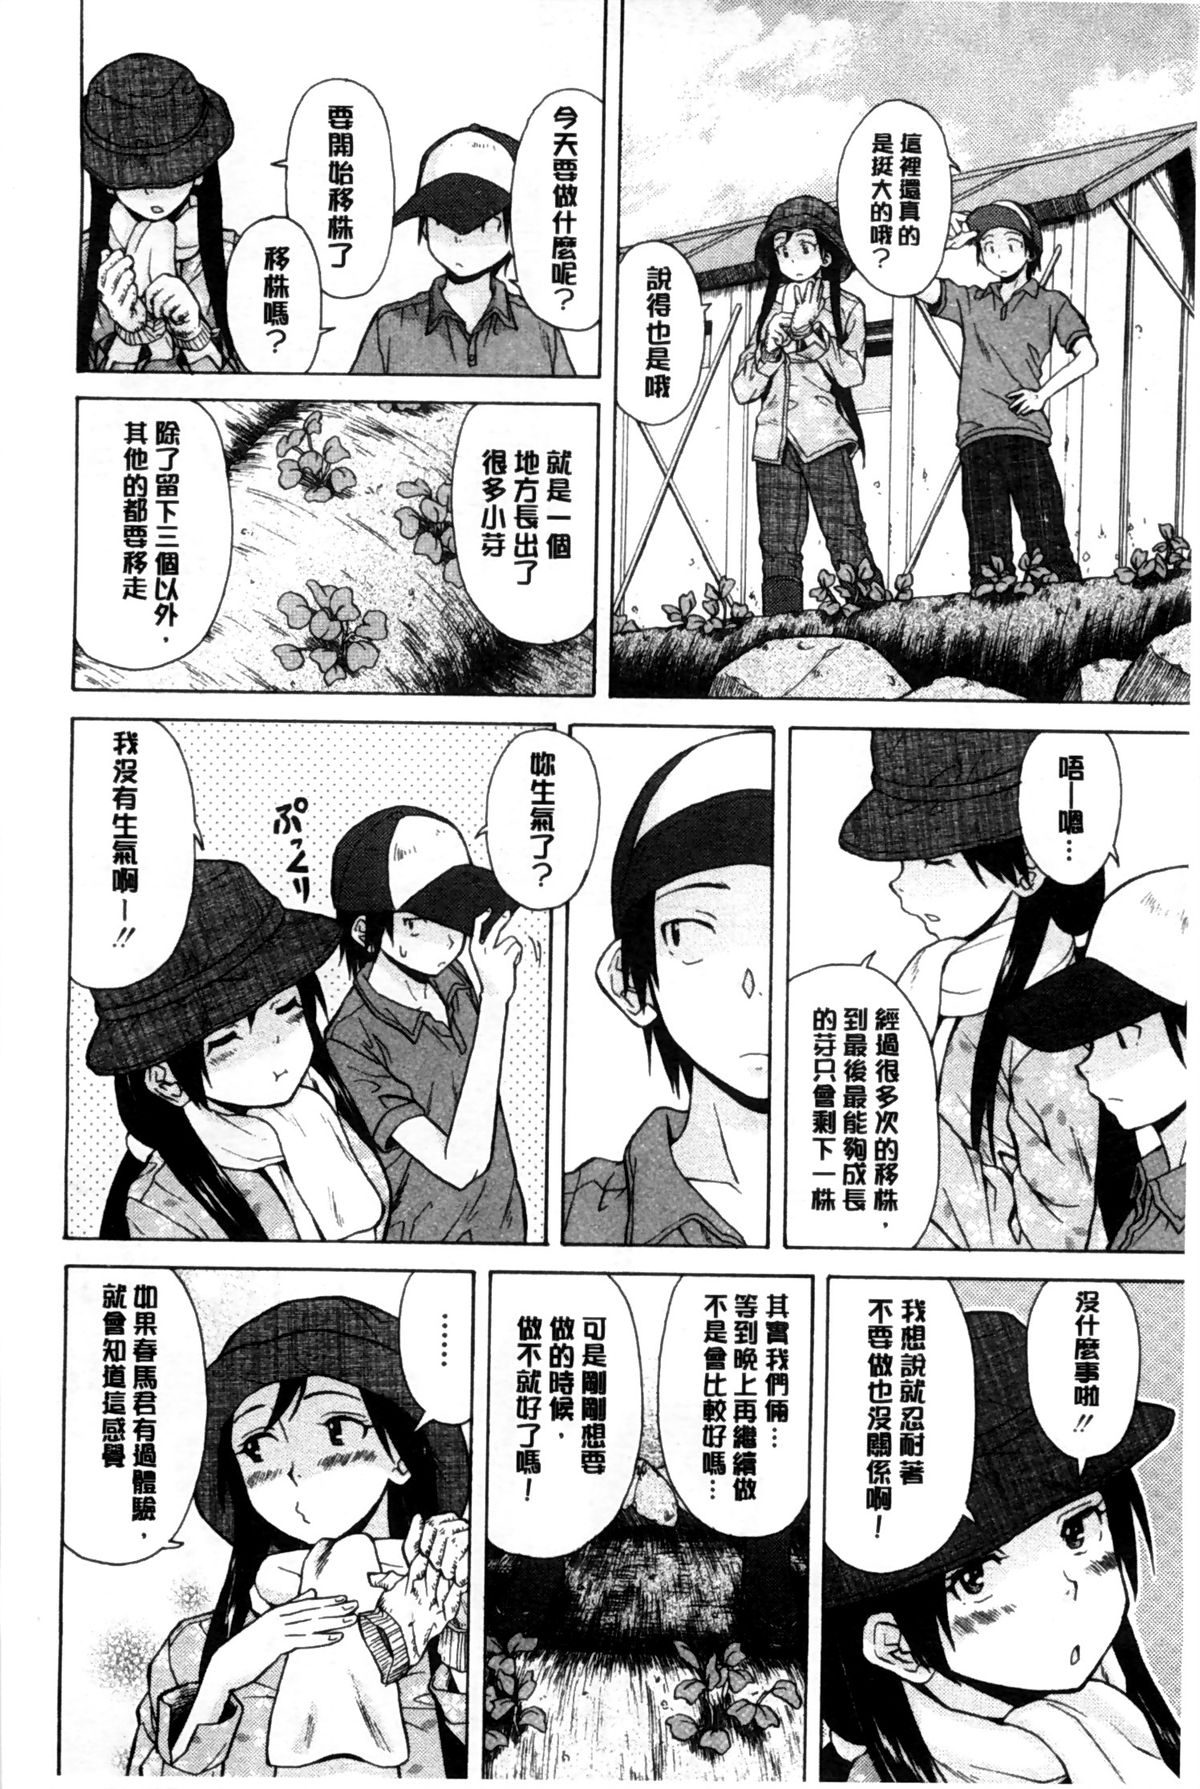 這裡還真的
是挺大的哦？
說得也是哦
今天要做什麼呢？
要開始移株了
移株嗎？
就是一個
地方長出了
很多小芽
除了留下三個以外，
其他的都要移走
唔ー嗯…
經過很多次的移株，
到最後最能夠成長
的芽只會剩下一株
妳生氣了？
ぷっくり
我沒有生氣啊ー!!
沒什麼事啦!!
我想說就忍耐著
不要做也沒關係啊！
其實我們倆…
等到晚上再繼續做
不是會比較好嗎…
可是剛剛想要
做的時候，
做不就好了嗎！
……
如果春馬君有過體驗，
就會知道這感覺